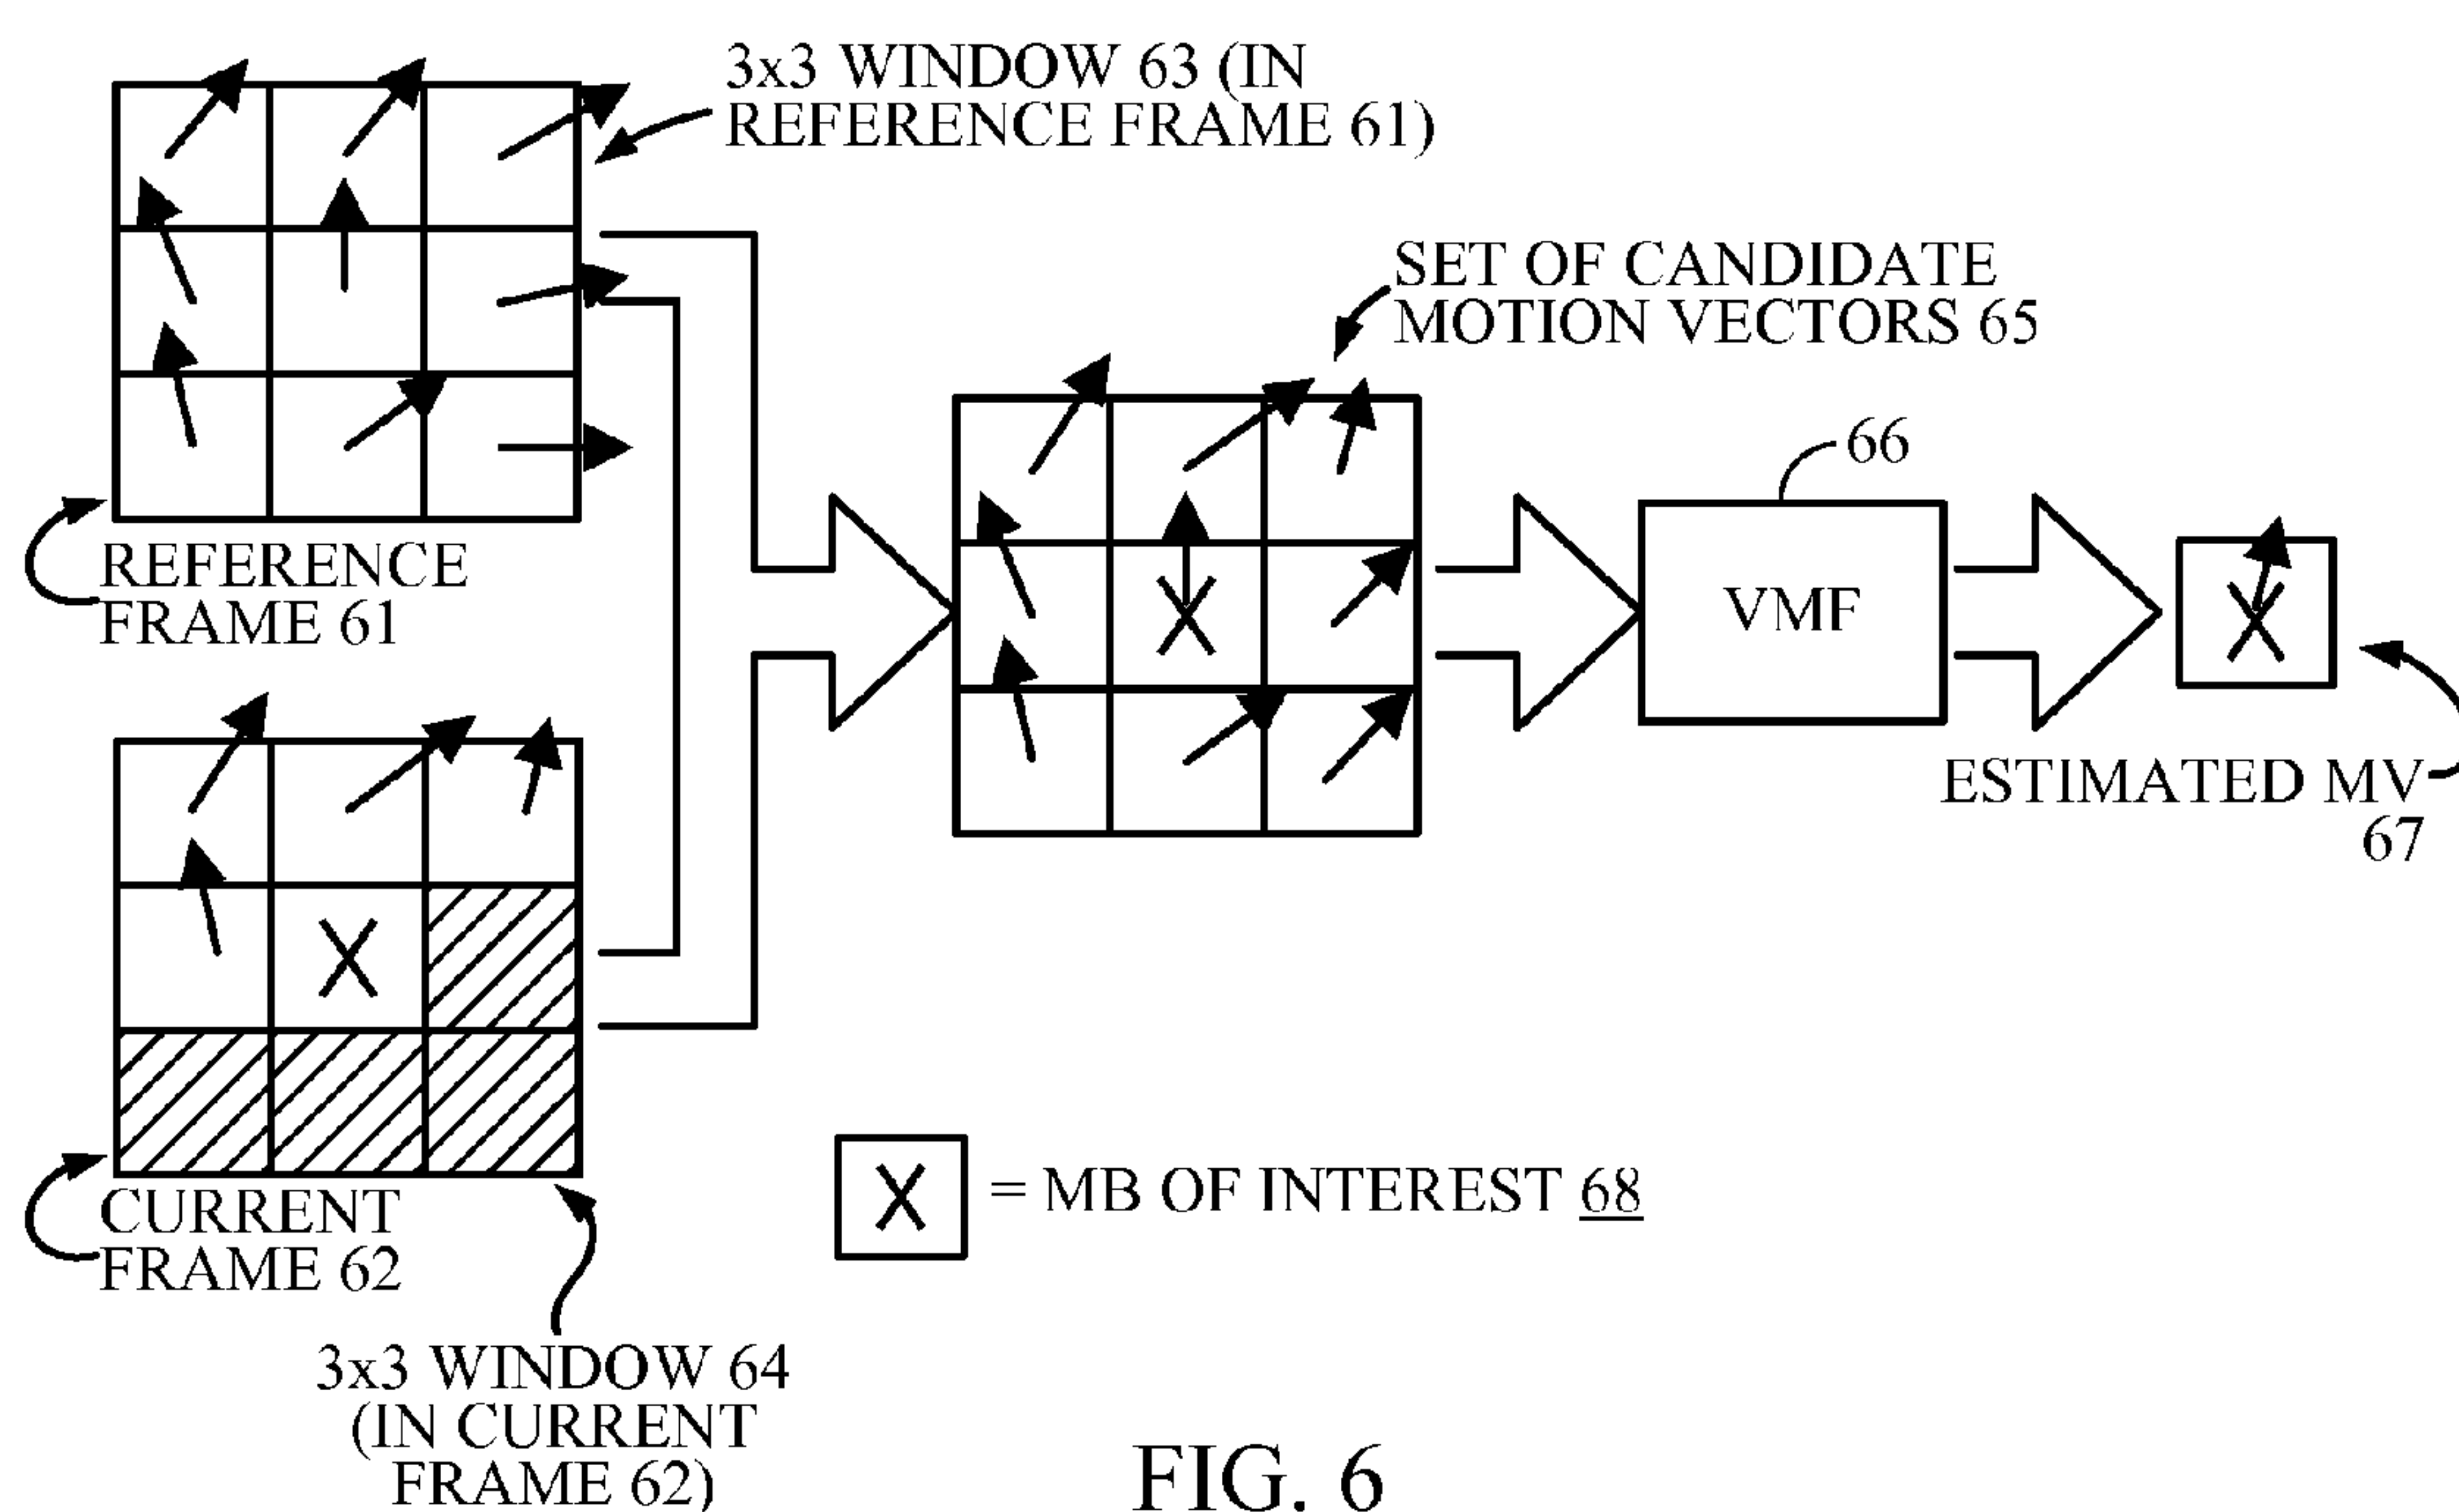 3x3 WINDOW 63 (IN
REFERENCE FRAME 61)
SET OF CANDIDATE
MOTION VECTORS 65
66
REFERENCE
FRAME 61
VMF
X
X
ESTIMATED MV
67
X
X
= MB OF INTEREST 68
CURRENT
FRAME 62
3x3 WINDOW 64
(IN CURRENT
FRAME 62)
FIG. 6